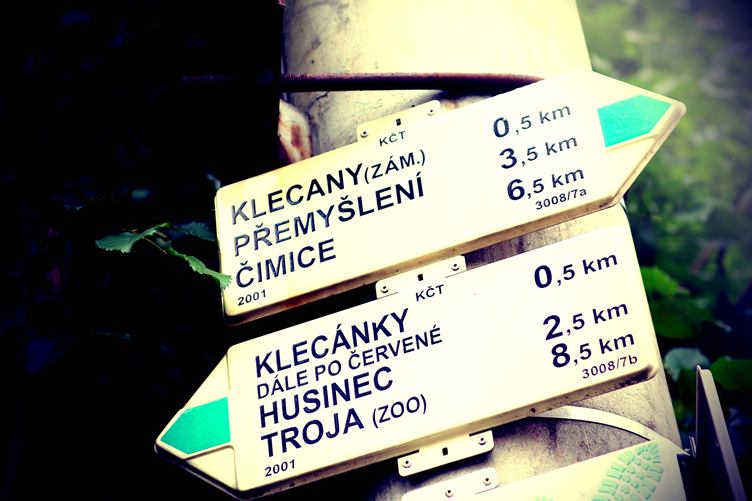 KČT
KLECANY (ZÁM.) 0,5 km
PŘEMYŠLENÍ 3,5 km
ČIMICE 6,5 km
2001 3008/7a
KČT
KLECÁNKY 0,5 km
DÁLE PO ČERVENÉ
HUSINEC 2,5 km
TROJA (ZOO) 8,5 km
2001 3008/7b